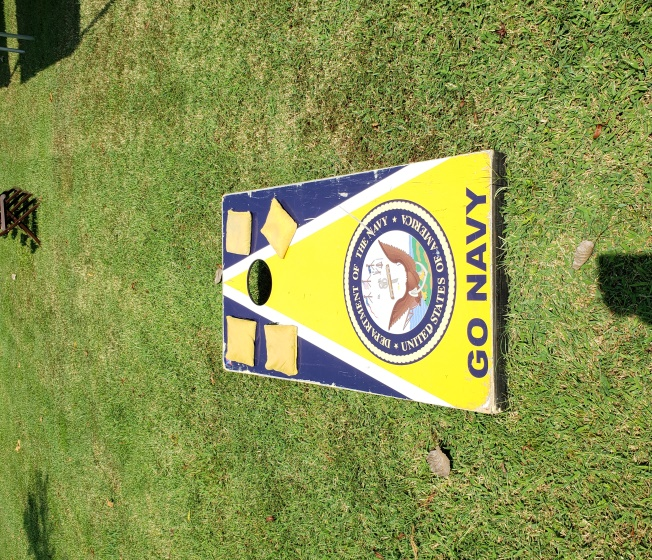 DEPARTMENT OF THE NAVY ★ UNITED STATES OF AMERICA ★
GO NAVY